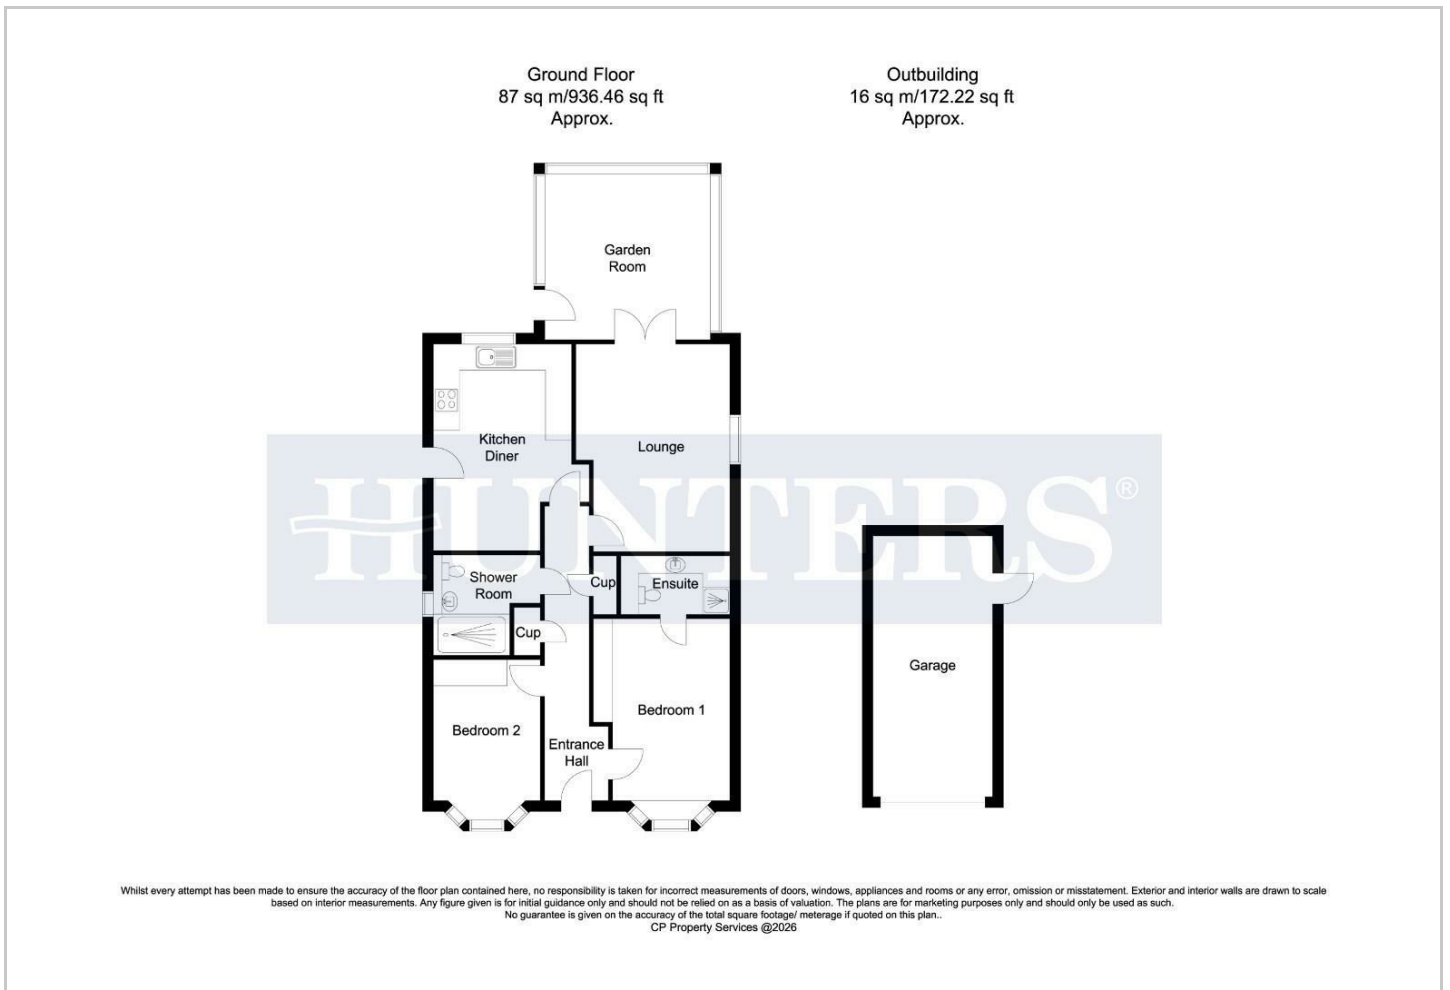 Ground Floor
87 sq m/936.46 sq ft
Approx.
Outbuilding
16 sq m/172.22 sq ft
Approx.
Garden
Room
Kitchen
Diner
Lounge
HUNTERS®
Shower
Room
Cup
Ensuite
Cup
Garage
Bedroom 1
Bedroom 2
Entrance
Hall
Whilst every attempt has been made to ensure the accuracy of the floor plan contained here, no responsibility is taken for incorrect measurements of doors, windows, appliances and rooms or any error, omission or misstatement. Exterior and interior walls are drawn to scale
based on interior measurements. Any figure given is for initial guidance only and should not be relied on as a basis of valuation. The plans are for marketing purposes only and should only be used as such.
No guarantee is given on the accuracy of the total square footage/ meterage if quoted on this plan..
CP Property Services @2026